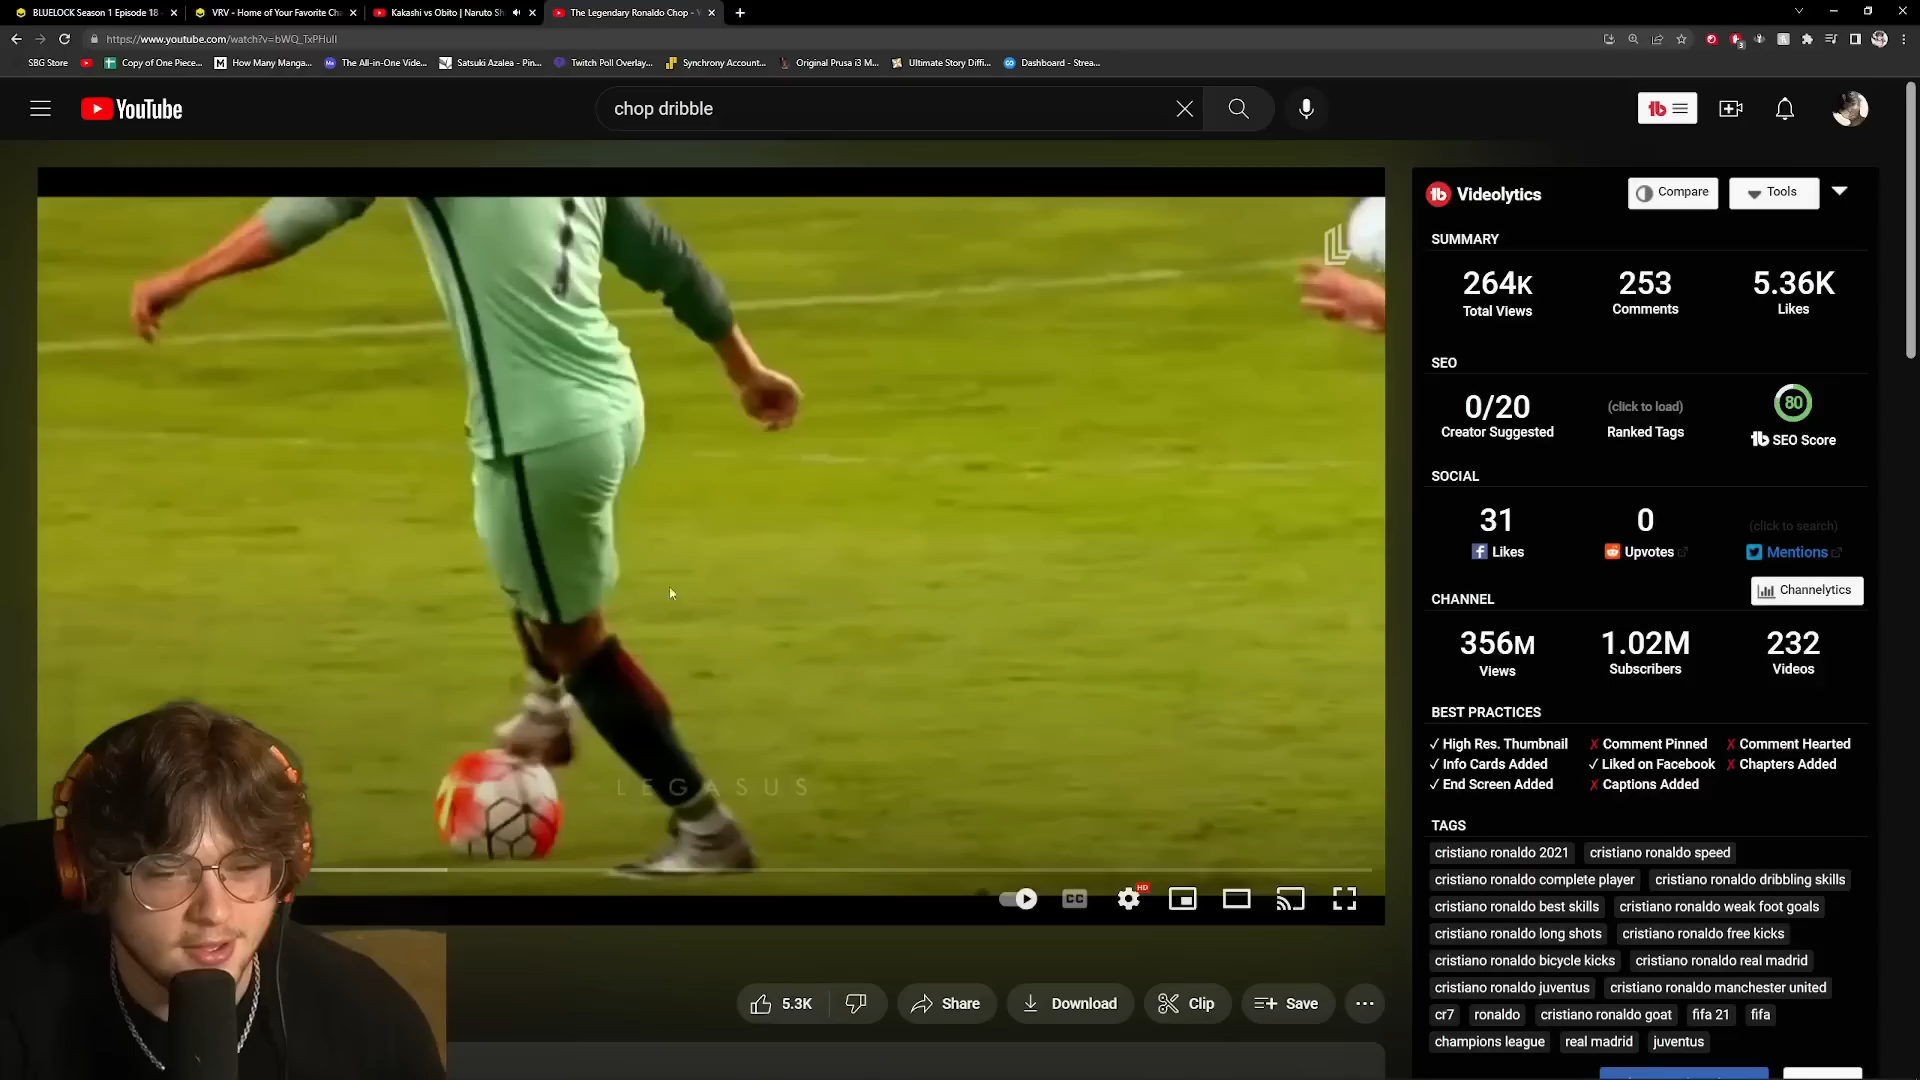 BLUELOCK Season 1 Episode 18
VRV - Home of Your Favorite Ch
Kakashi vs Obito | Naruto Sh
The Legendary Ronaldo Chop -
https://www.youtube.com/watch?v=bWQ_TxPHulI
3
SBG Store
Copy of One Piece...
How Many Manga...
The All-in-One Vide...
Satsuki Azalea - Pin...
Twitch Poll Overlay...
Synchrony Account...
Original Prusa i3 M...
Ultimate Story Diffi...
Dashboard - Strea...
YouTube
chop dribble
tb
LEGASUS
CC
HD
5.3K
Share
Download
Clip
Save
tb Videolytics
Compare
Tools
SUMMARY
264K 253 5.36K
Total Views Comments Likes
SEO
0/20 (click to load) 80
Creator Suggested Ranked Tags tb SEO Score
SOCIAL
31 0 (click to search)
Likes Upvotes Mentions
Channelytics
CHANNEL
356M 1.02M 232
Views Subscribers Videos
BEST PRACTICES
✓ High Res. Thumbnail ✗ Comment Pinned ✗ Comment Hearted
✓ Info Cards Added ✓ Liked on Facebook ✗ Chapters Added
✓ End Screen Added ✗ Captions Added
TAGS
cristiano ronaldo 2021 cristiano ronaldo speed
cristiano ronaldo complete player cristiano ronaldo dribbling skills
cristiano ronaldo best skills cristiano ronaldo weak foot goals
cristiano ronaldo long shots cristiano ronaldo free kicks
cristiano ronaldo bicycle kicks cristiano ronaldo real madrid
cristiano ronaldo juventus cristiano ronaldo manchester united
cr7 ronaldo cristiano ronaldo goat fifa 21 fifa
champions league real madrid juventus